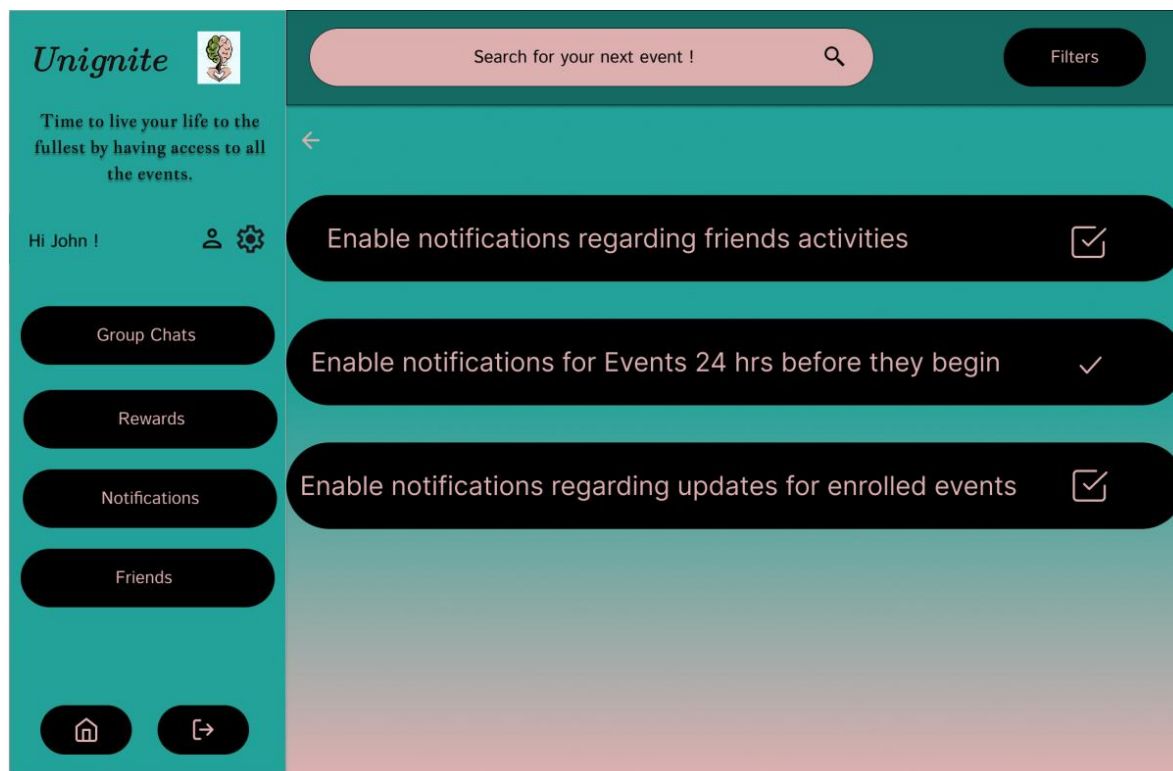 Unignite
Time to live your life to the
fullest by having access to all
the events.
Hi John !
Group Chats
Rewards
Notifications
Friends
Search for your next event !
Filters
Enable notifications regarding friends activities
Enable notifications for Events 24 hrs before they begin
Enable notifications regarding updates for enrolled events